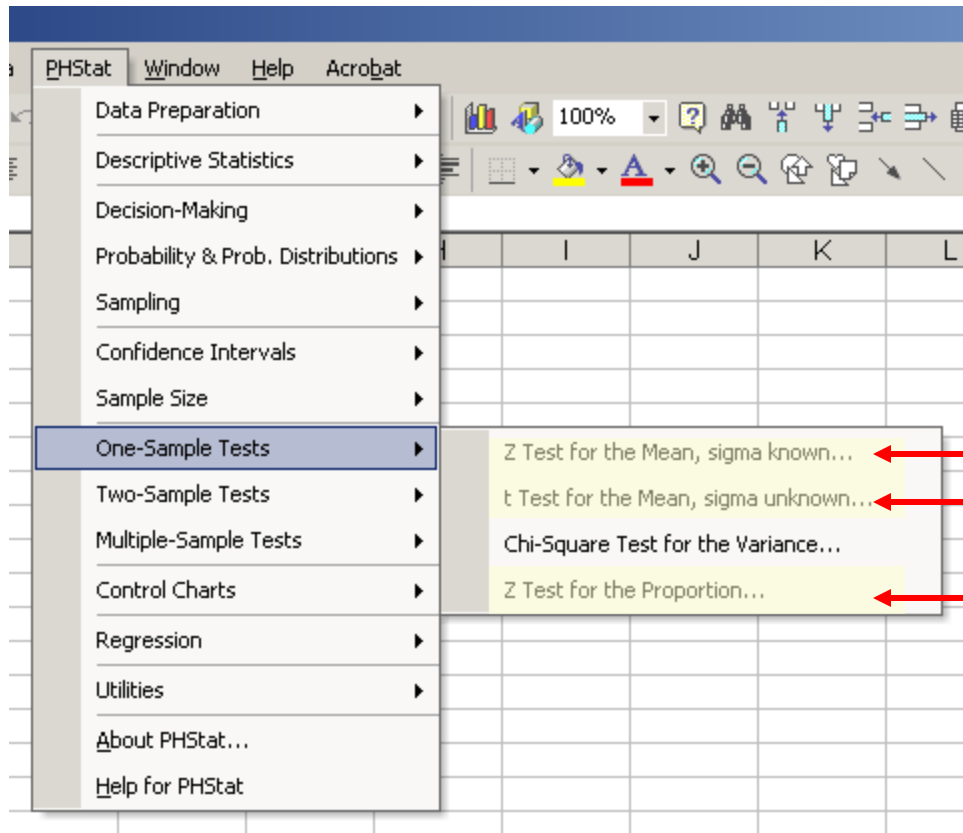 PHStat Window Help Acrobat
Data Preparation
100%
Descriptive Statistics
Decision-Making
Probability & Prob. Distributions
I J K L
Sampling
Confidence Intervals
Sample Size
One-Sample Tests
Z Test for the Mean, sigma known...
Two-Sample Tests
t Test for the Mean, sigma unknown...
Multiple-Sample Tests
Chi-Square Test for the Variance...
Control Charts
Z Test for the Proportion...
Regression
Utilities
About PHStat...
Help for PHStat